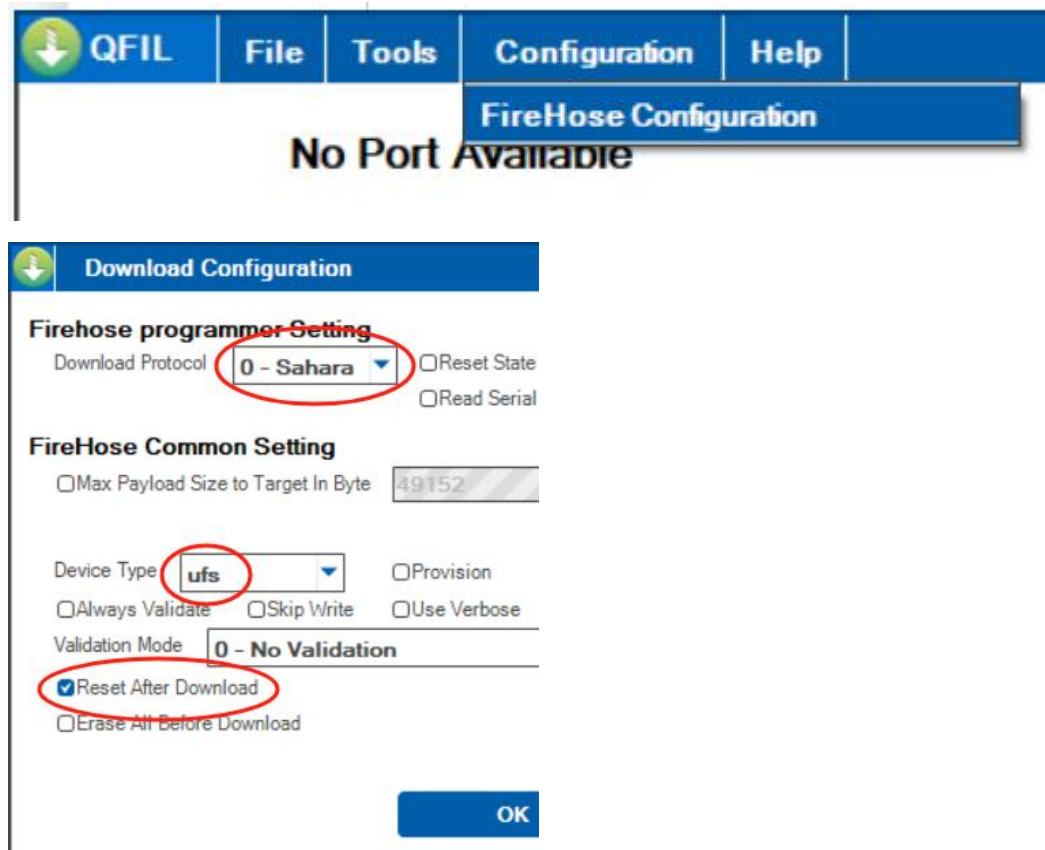 QFIL File Tools Configuration Help
FireHose Configuration
No Port Available
Download Configuration
Firehose programmer Setting
Download Protocol 0 - Sahara Reset State
Read Serial
FireHose Common Setting
Max Payload Size to Target In Byte 49152
Device Type ufs Provision
Always Validate Skip Write Use Verbose
Validation Mode 0 - No Validation
Reset After Download
Erase All Before Download
OK